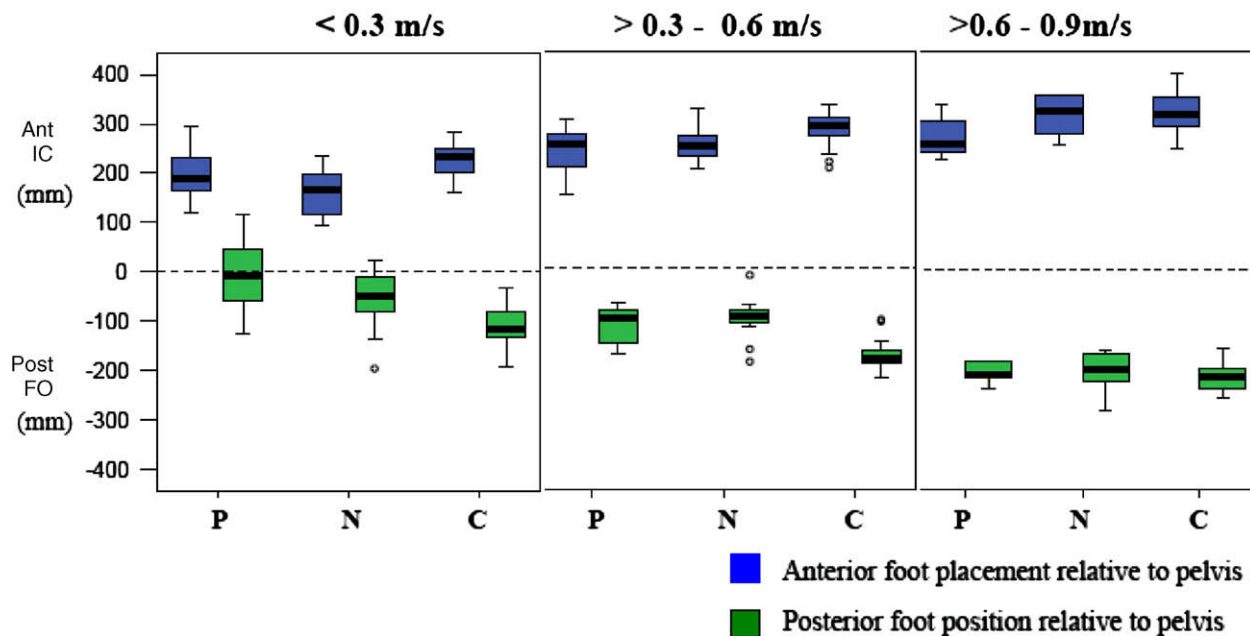 < 0.3 m/s
> 0.3 - 0.6 m/s
>0.6 - 0.9m/s
Ant
IC
(mm)
400
300
200
100
0
-100
-200
-300
-400
Post
FO
(mm)
P N C
P N C
P N C
Anterior foot placement relative to pelvis
Posterior foot position relative to pelvis